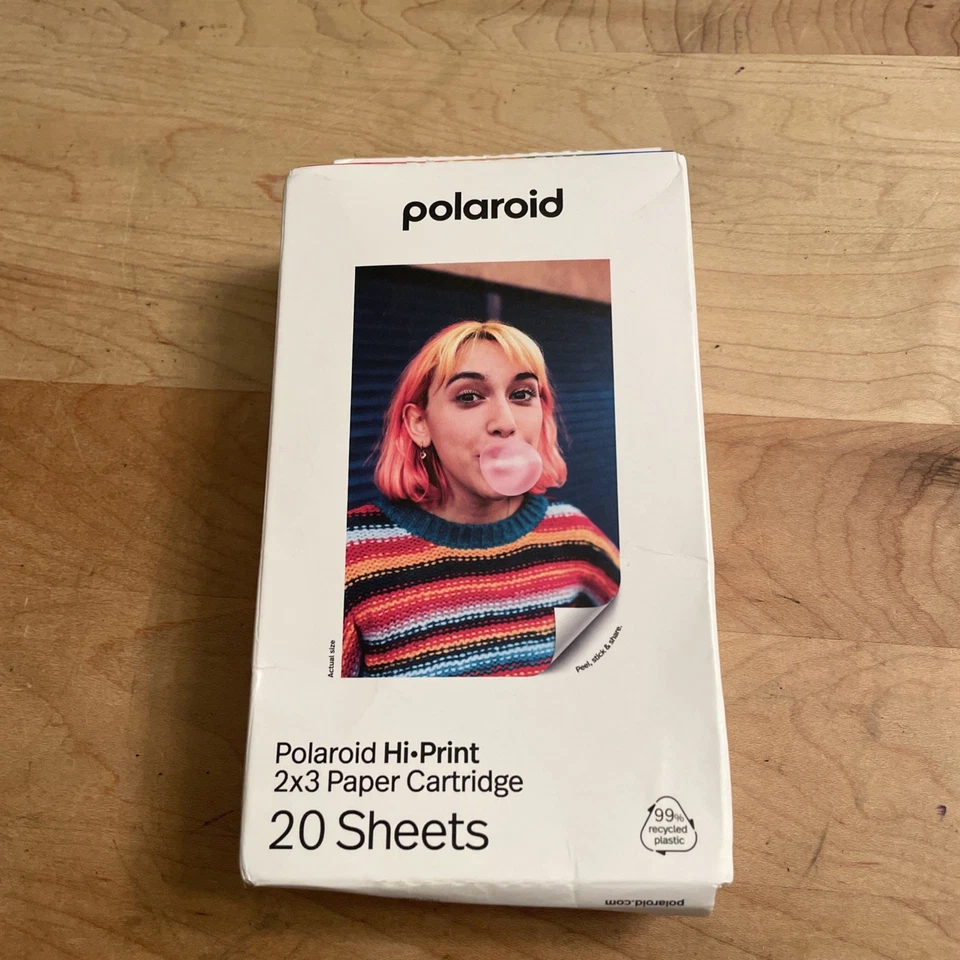 polaroid
Actual size
Peel, stick & share.
Polaroid Hi•Print
2x3 Paper Cartridge
20 Sheets
99%
recycled
plastic
polaroid.com